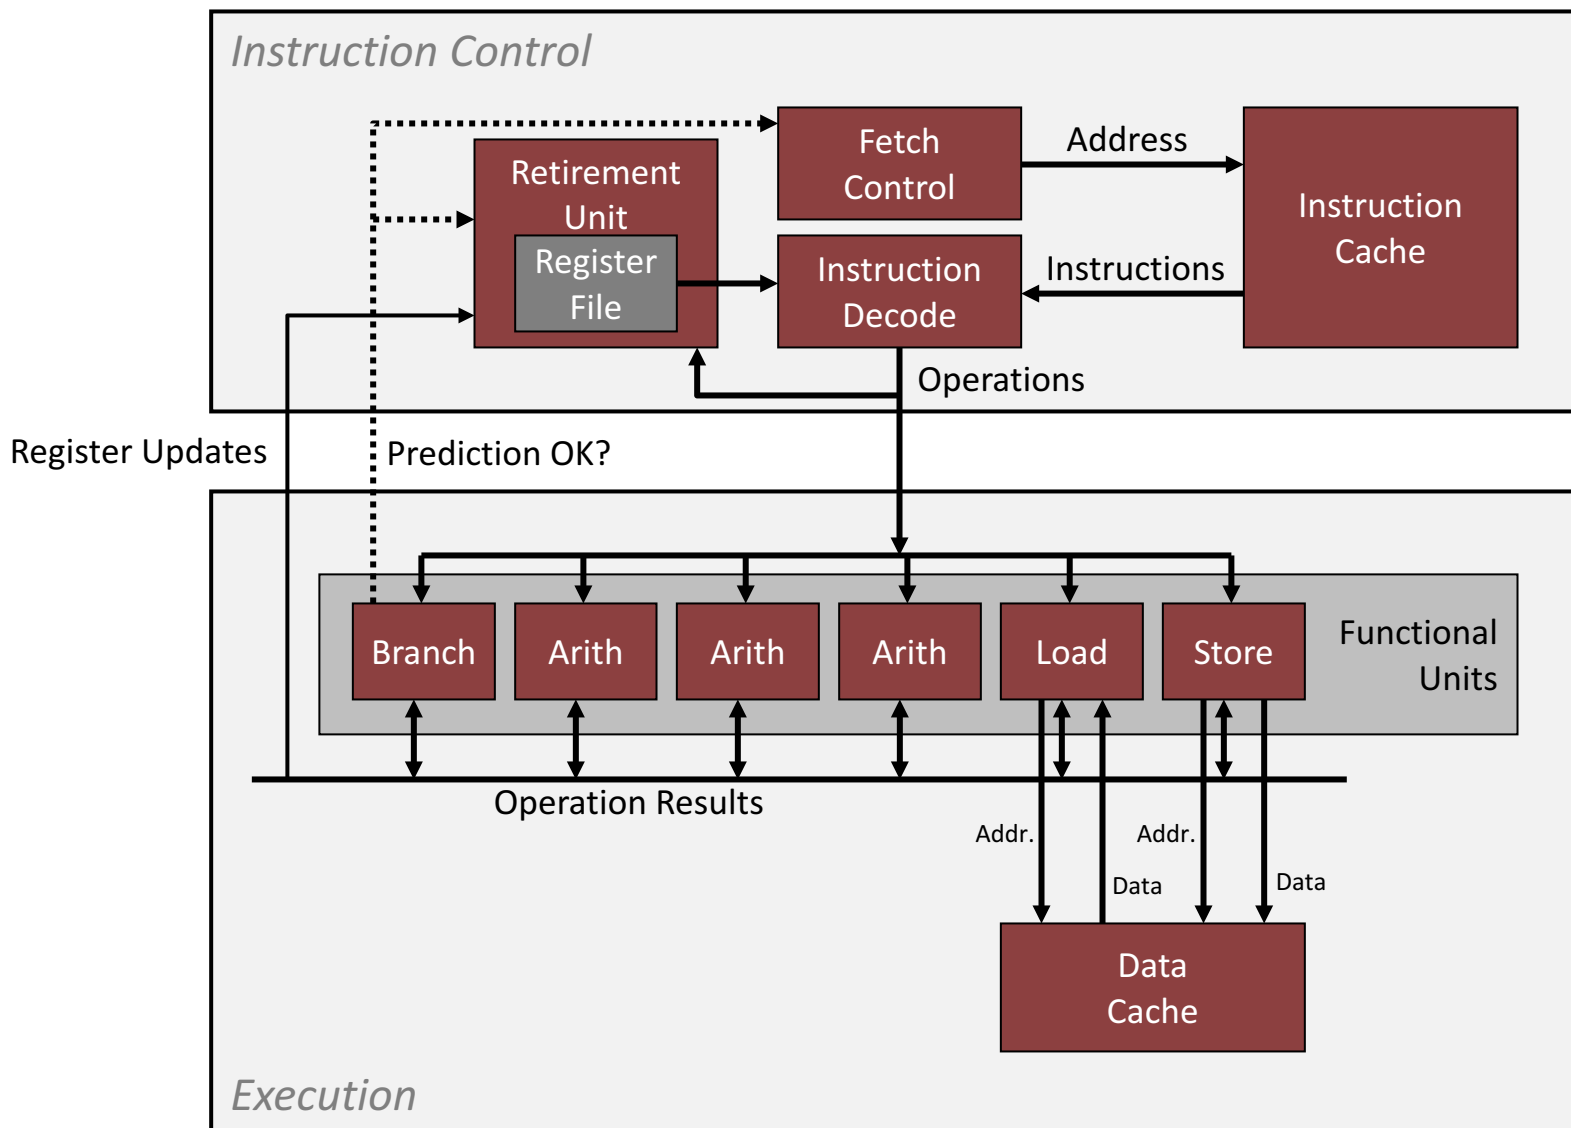 Instruction Control
Fetch
Control
Address
Instruction
Cache
Retirement
Unit
Register
File
Instruction
Decode
Instructions
Operations
Register Updates
Prediction OK?
Branch
Arith
Arith
Arith
Load
Store
Functional
Units
Operation Results
Addr.
Addr.
Data
Data
Data
Cache
Execution